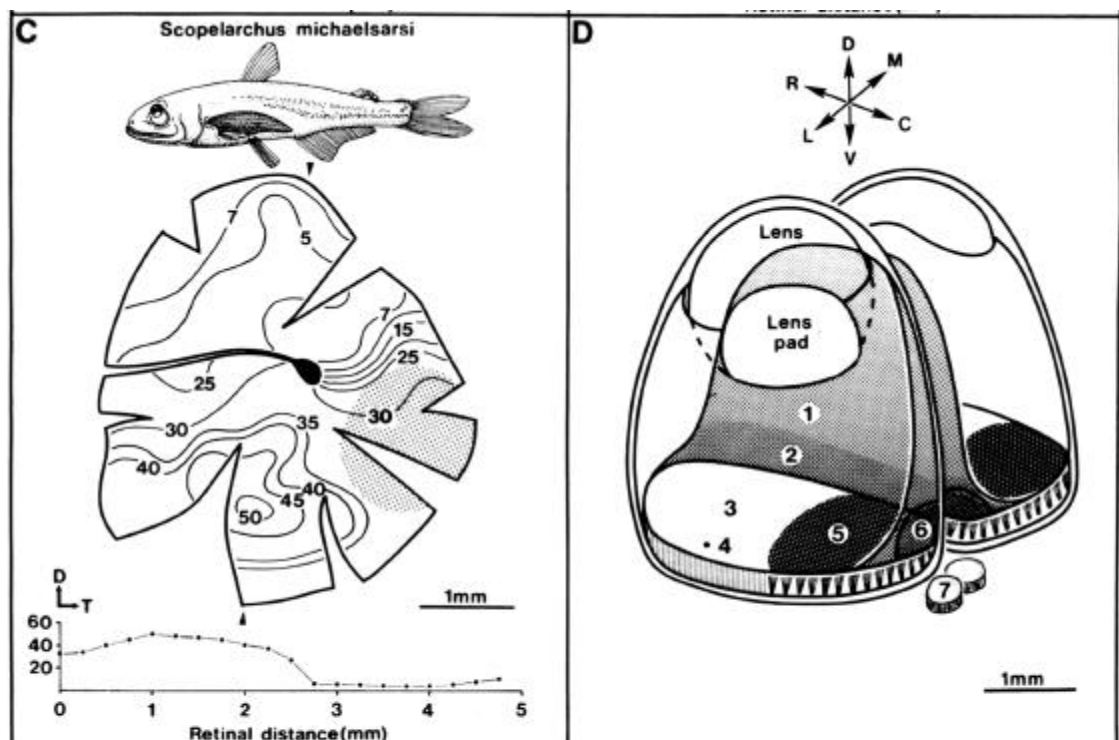 C
Scopelarchus michaelsarsi
7
5
7
15
25
25
30
30
35
40
40
45
50
D
T
1mm
60
40
20
0 1 2 3 4 5
Retinal distance(mm)
D
D
M
R
C
L
V
Lens
Lens
pad
1
2
3
4
5
6
7
1mm